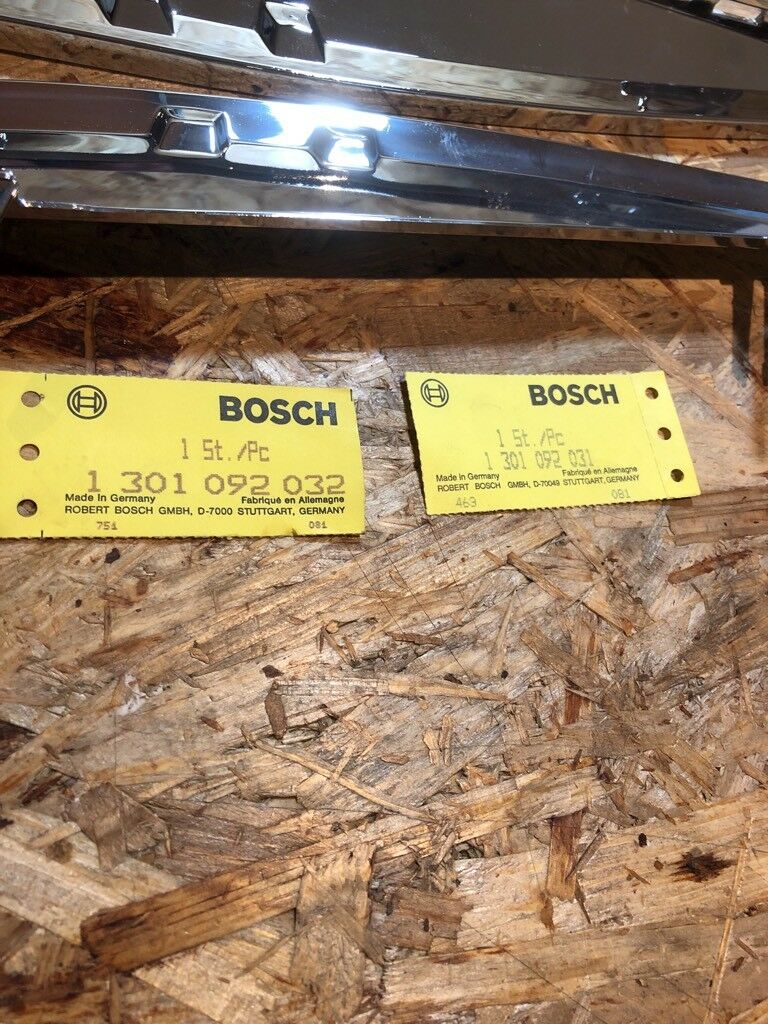 BOSCH
1 St./Pc
1 301 092 032
Made in Germany Fabriqué en Allemagne
ROBERT BOSCH GMBH, D-7000 STUTTGART, GERMANY
751 081
BOSCH
1 St./Pc
1 301 092 031
Made in Germany Fabriqué en Allemagne
ROBERT BOSCH GMBH, D-70049 STUTTGART, GERMANY
463 081